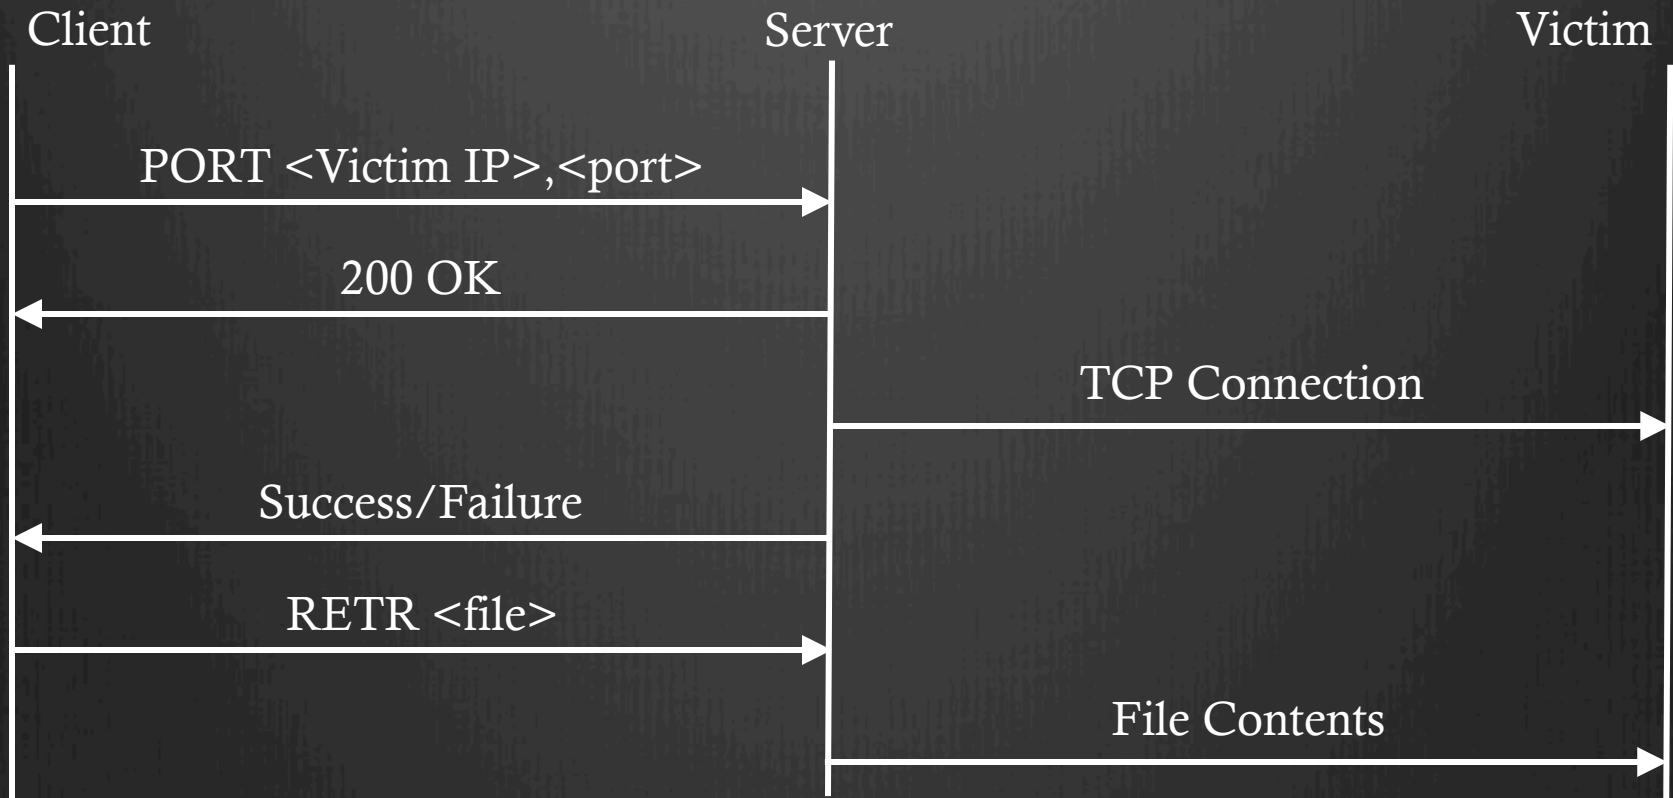 Client
Server
Victim
PORT <Victim IP>,<port>
200 OK
TCP Connection
Success/Failure
RETR <file>
File Contents